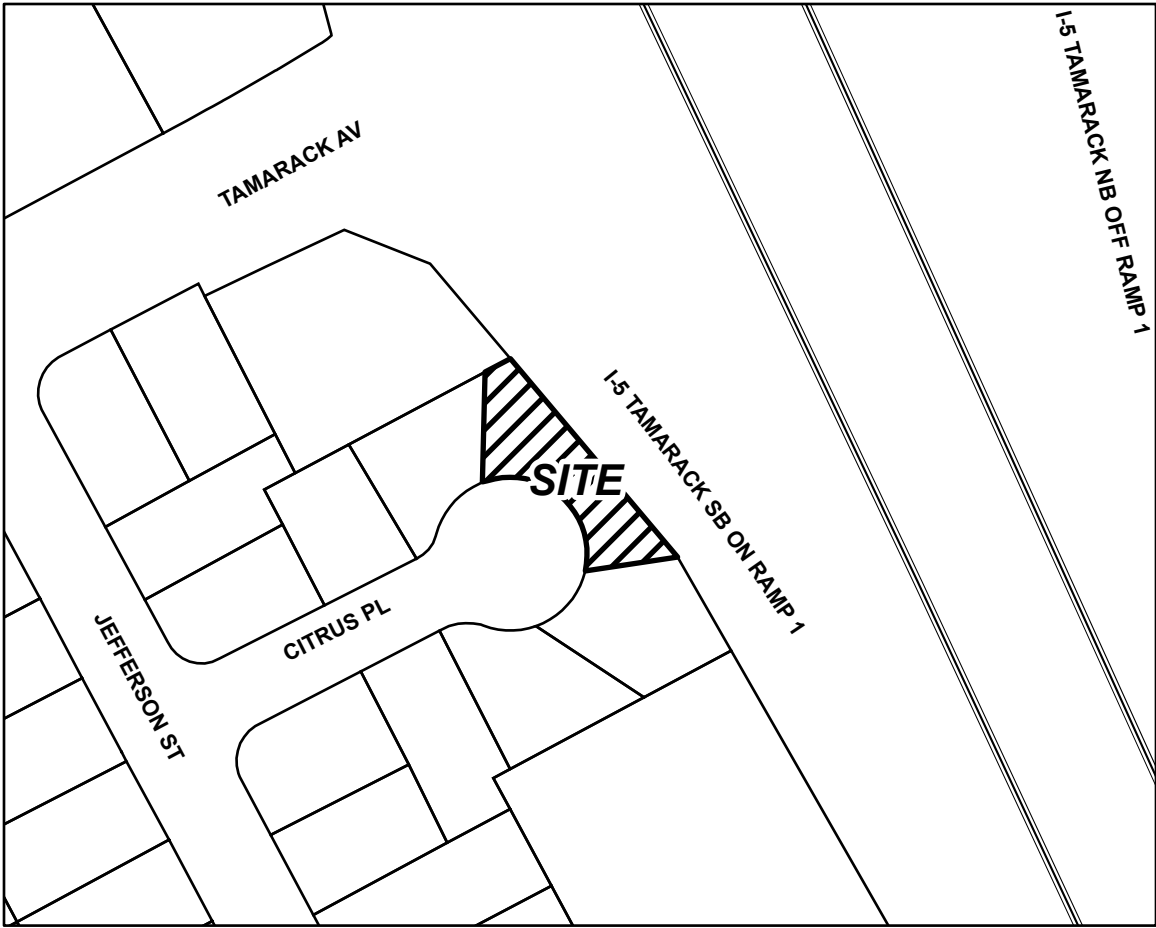 I-5 TAMARACK NB OFF RAMP 1
TAMARACK AV
I-5 TAMARACK SB ON RAMP 1
SITE
CITRUS PL
JEFFERSON ST